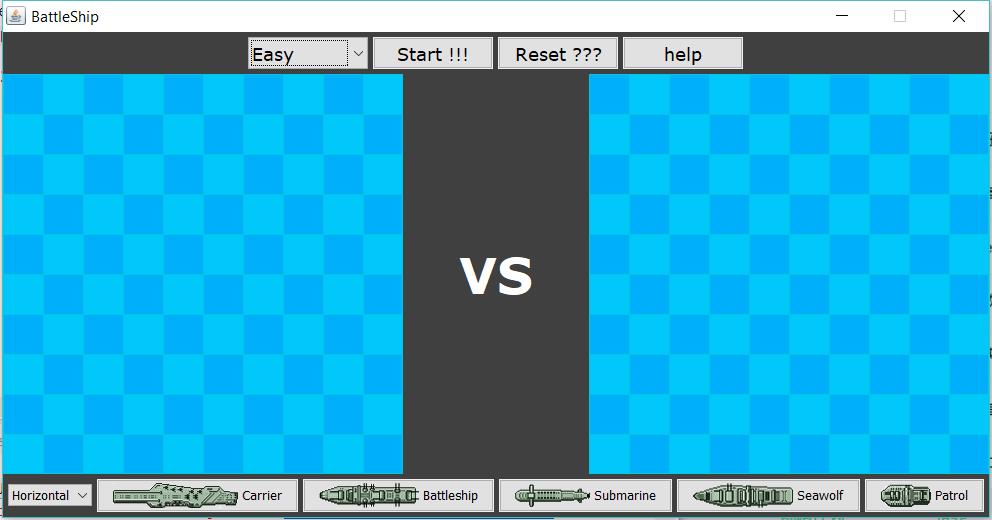 BattleShip
Easy Start !!! Reset ??? help
VS
Horizontal Carrier Battleship Submarine Seawolf Patrol